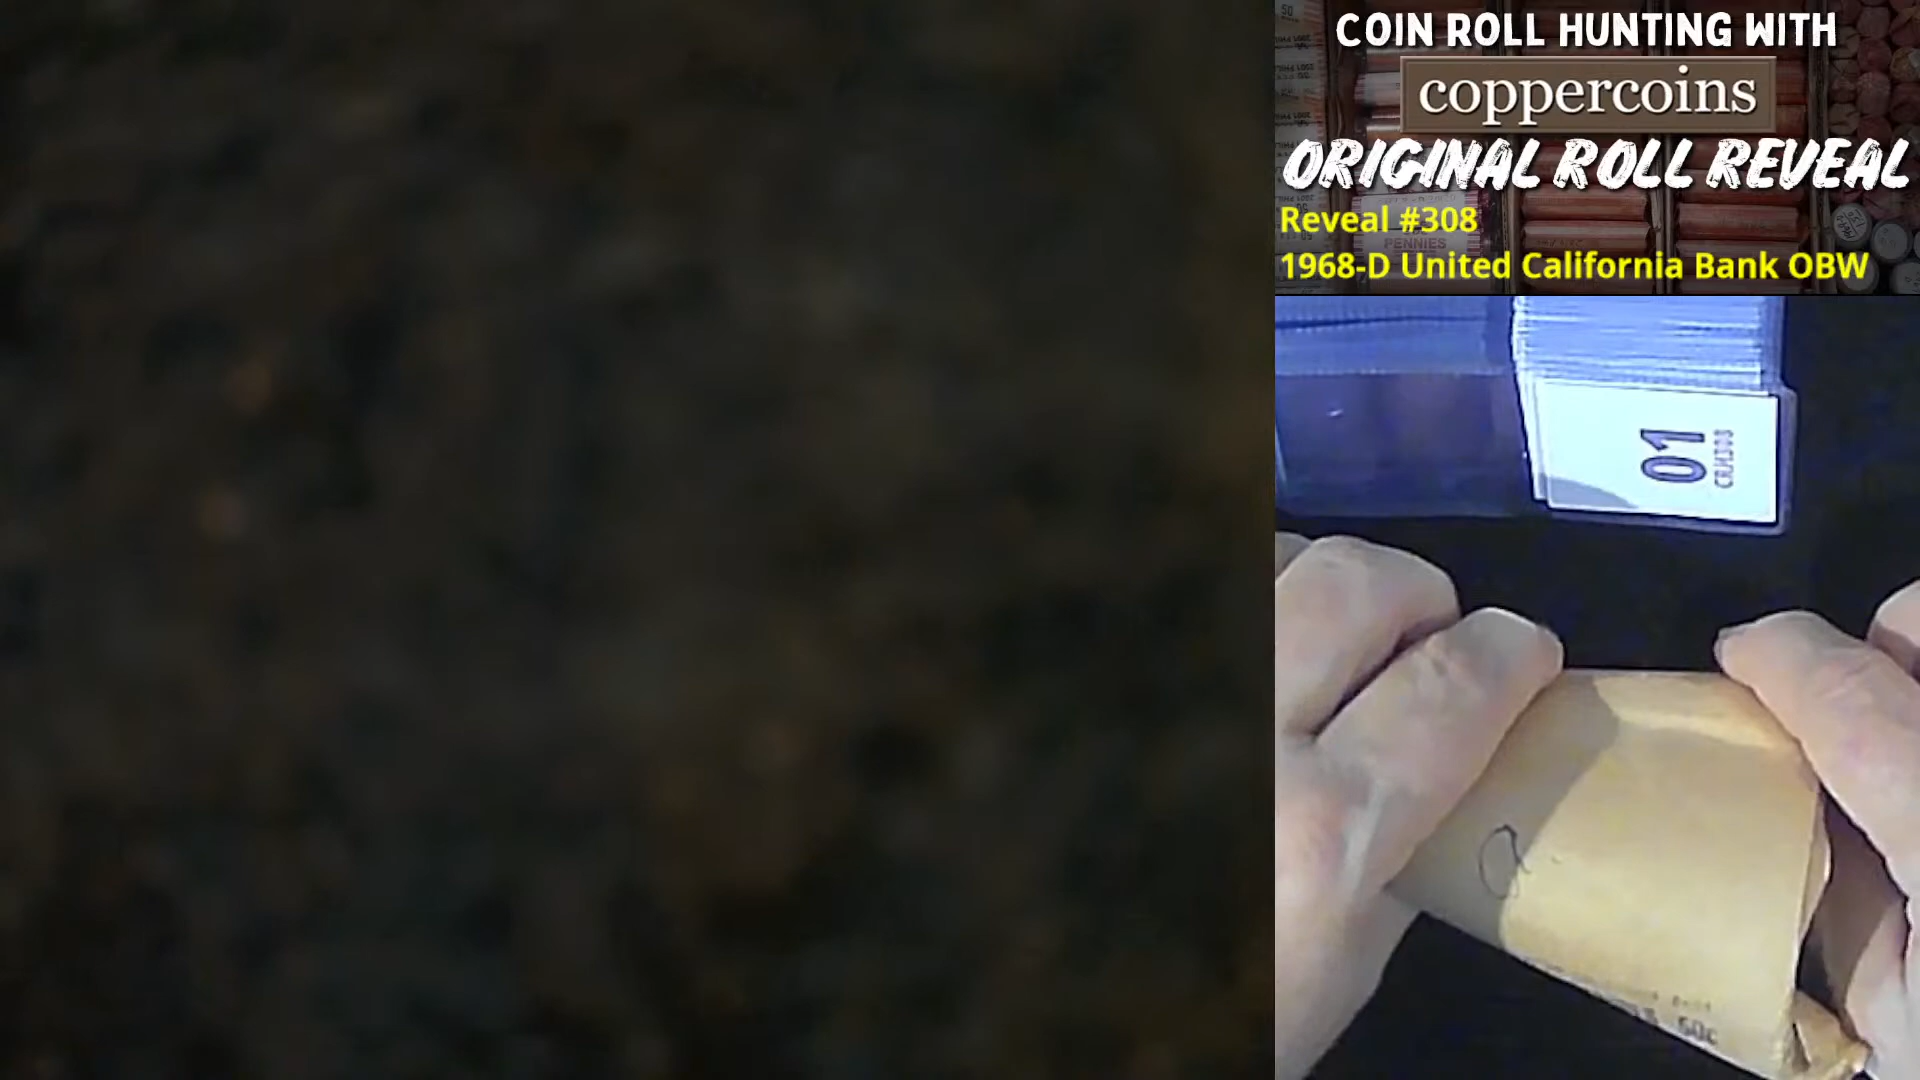 COIN ROLL HUNTING WITH
coppercoins
ORIGINAL ROLL REVEAL
Reveal #308
PENNIES
1968-D United California Bank OBW
01
50c